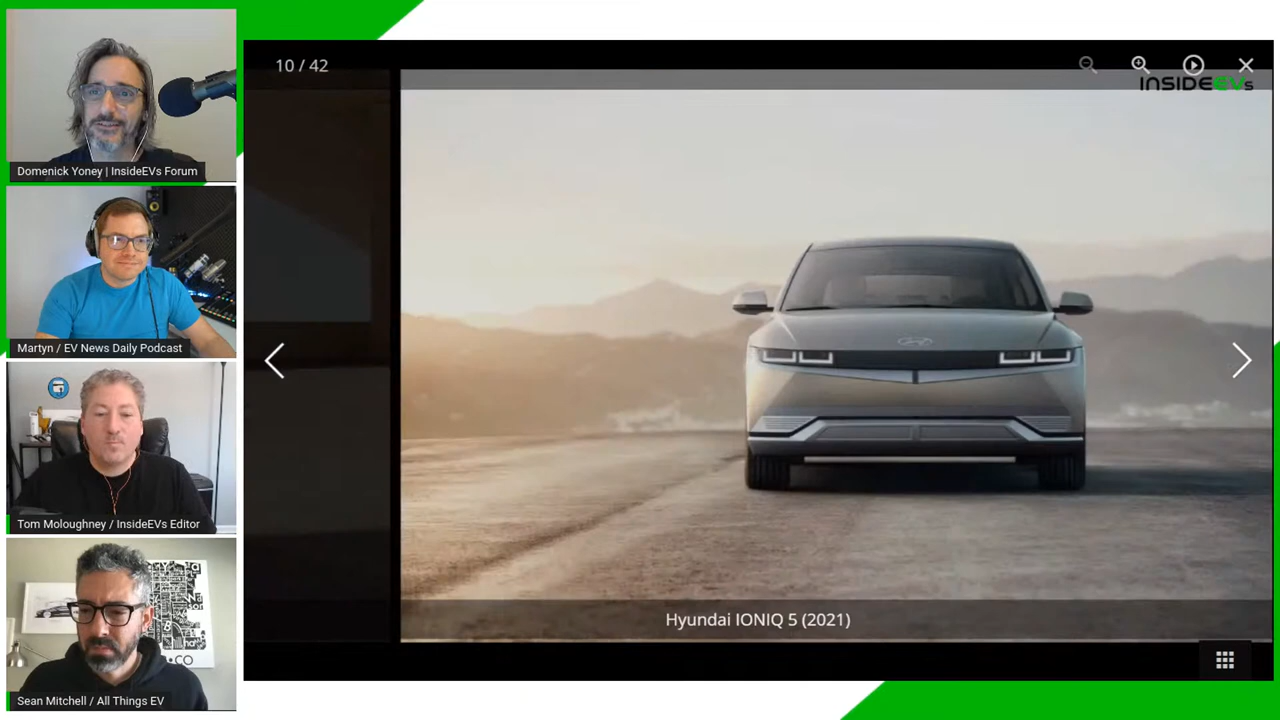 Domenick Yoney | InsideEVs Forum
Martyn / EV News Daily Podcast
Tom Moloughney / InsideEVs Editor
Sean Mitchell / All Things EV
10 / 42
INSIDEEVs
Hyundai IONIQ 5 (2021)